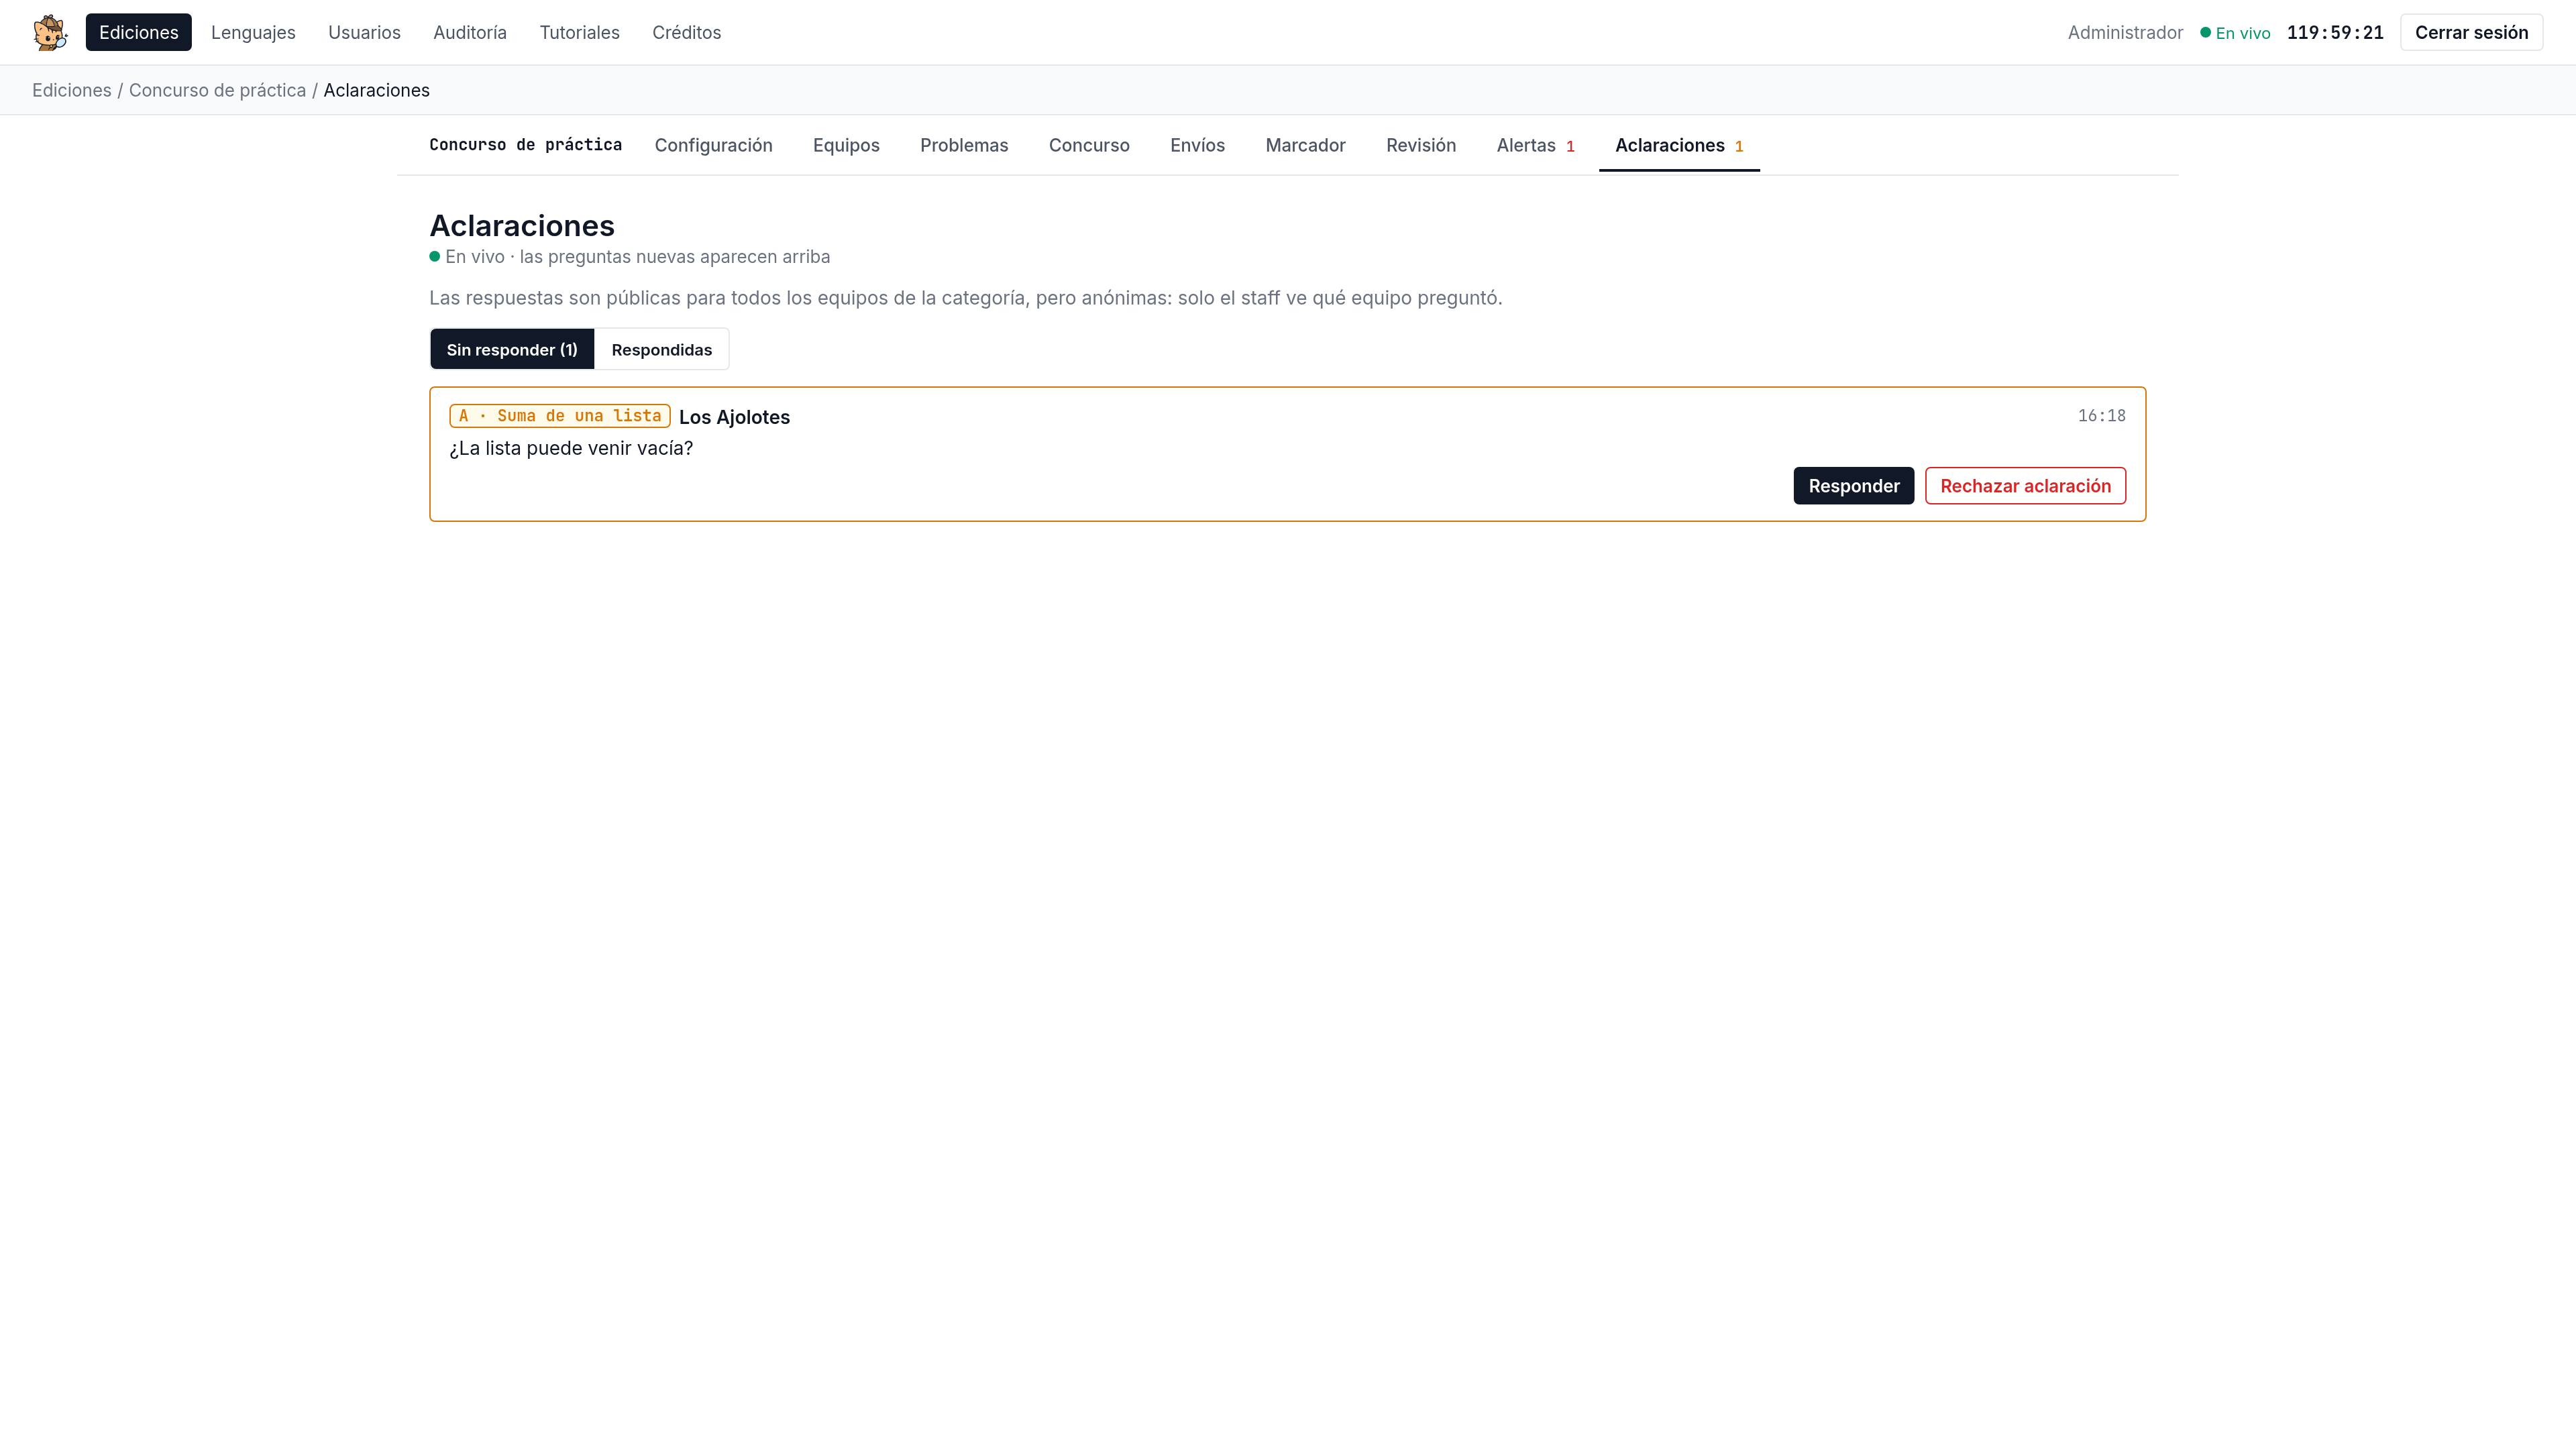 Ediciones Lenguajes Usuarios Auditoría Tutoriales Créditos Administrador En vivo 119:59:21 Cerrar sesión
Ediciones / Concurso de práctica / Aclaraciones
Concurso de práctica Configuración Equipos Problemas Concurso Envíos Marcador Revisión Alertas 1 Aclaraciones 1
Aclaraciones
En vivo · las preguntas nuevas aparecen arriba
Las respuestas son públicas para todos los equipos de la categoría, pero anónimas: solo el staff ve qué equipo preguntó.
Sin responder (1) Respondidas
A · Suma de una lista Los Ajolotes 16:18
¿La lista puede venir vacía?
Responder Rechazar aclaración